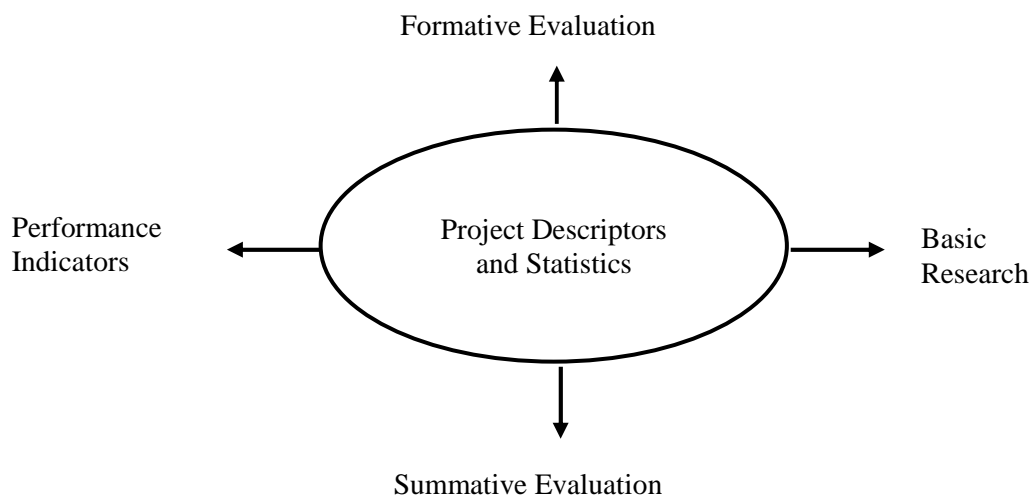 Formative Evaluation
Performance
Indicators
Project Descriptors
and Statistics
Basic
Research
Summative Evaluation